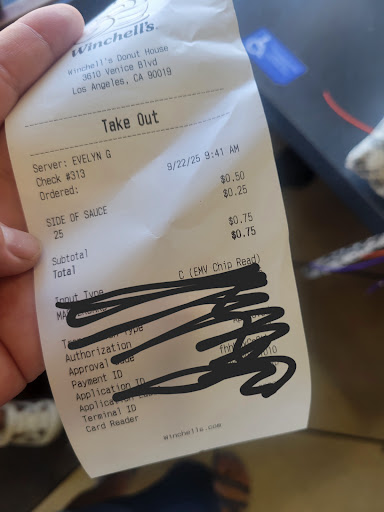 Winchell's
Winchell's Donut House
3610 Venice Blvd
Los Angeles, CA 90019
Take Out
Server: EVELYN G
Check #313 9/22/25 9:41 AM
Ordered:
SIDE OF SAUCE $0.50
25 $0.25
Subtotal $0.75
Total $0.75
Input Type C (EMV Chip Read)
Type
Authorization
Approval
Payment ID
Application ID
Terminal ID
Card Reader
Winchells.com